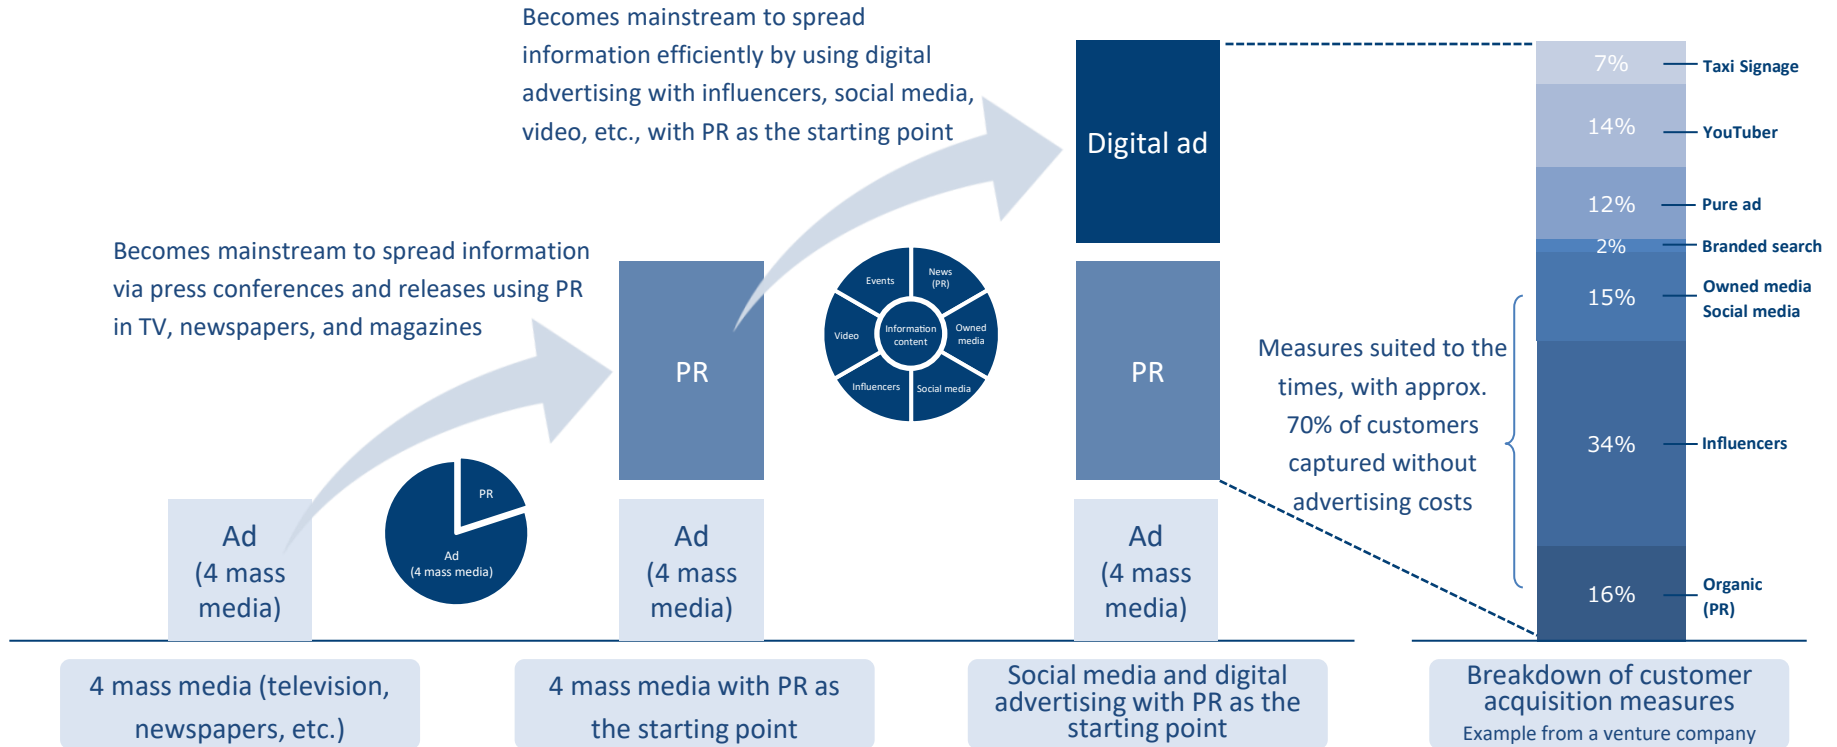 Becomes mainstream to spread
information efficiently by using digital
advertising with influencers, social media,
video, etc., with PR as the starting point
Becomes mainstream to spread information
via press conferences and releases using PR
in TV, newspapers, and magazines
Ad
(4 mass
media)
PR
Ad
(4 mass media)
PR
Ad
(4 mass
media)
Events
News
(PR)
Video
Information
content
Owned
media
Influencers
Social media
Digital ad
PR
Ad
(4 mass
media)
Measures suited to the
times, with approx.
70% of customers
captured without
advertising costs
7%
Taxi Signage
14%
YouTuber
12%
Pure ad
2%
Branded search
15%
Owned media
Social media
34%
Influencers
16%
Organic
(PR)
4 mass media (television,
newspapers, etc.)
4 mass media with PR as
the starting point
Social media and digital
advertising with PR as the
starting point
Breakdown of customer
acquisition measures
Example from a venture company